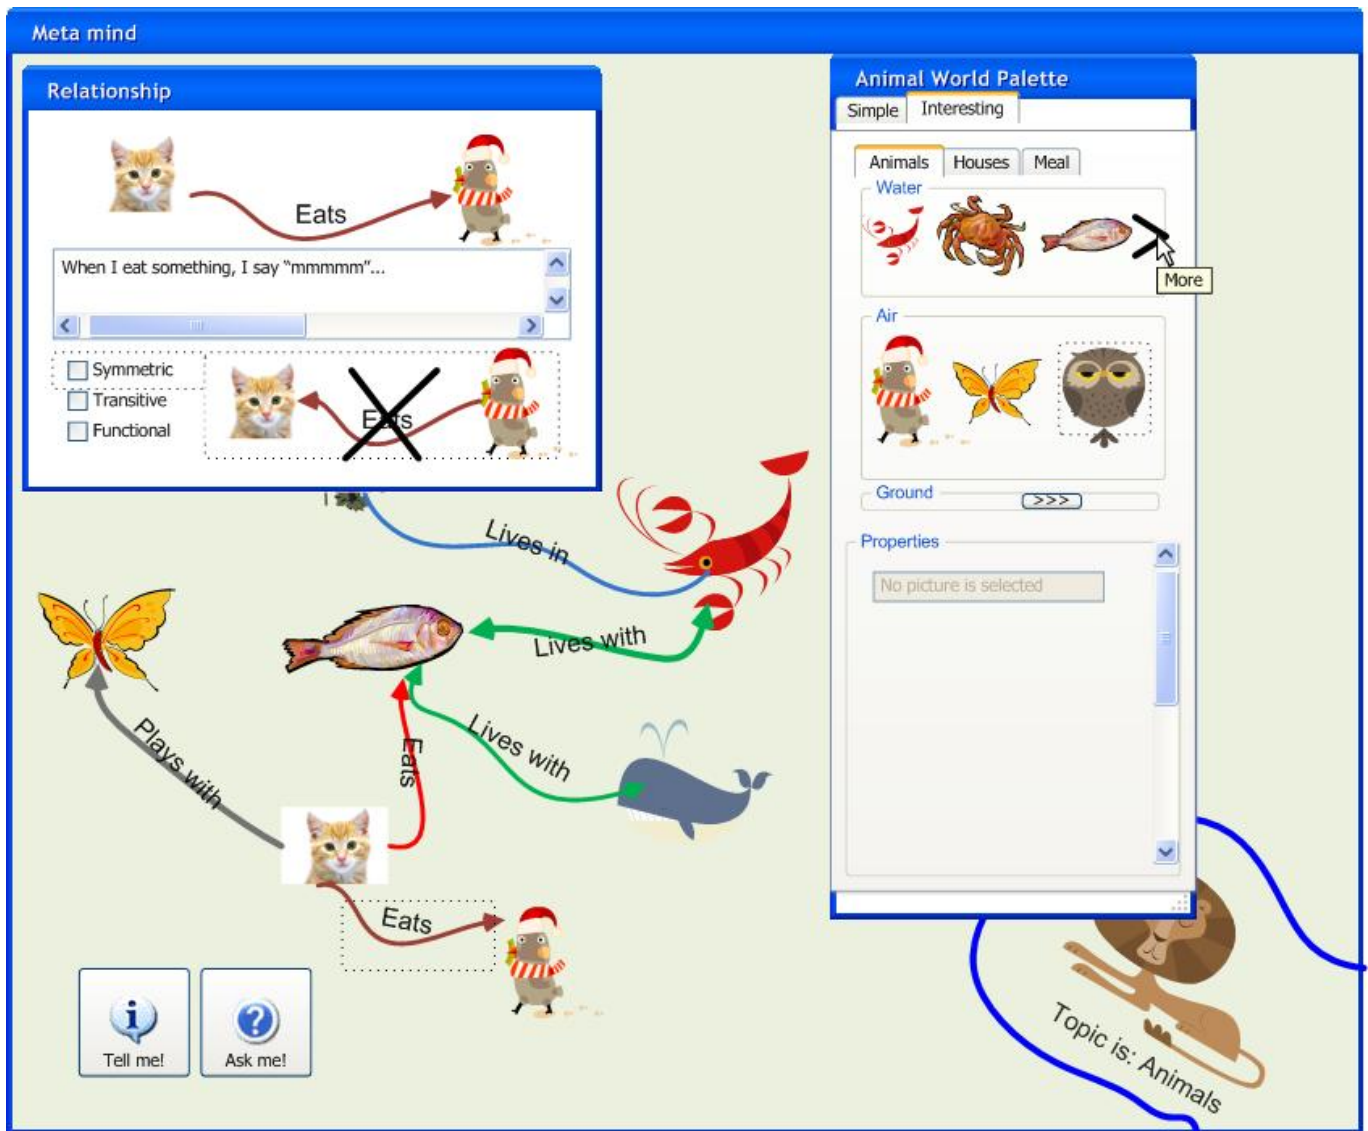 Meta mind
Relationship
Eats
When I eat something, I say “mmmmm”...
Symmetric
Transitive
Functional
Eats
Animal World Palette
Simple
Interesting
Animals
Houses
Meal
Water
More
Air
Ground
>>>
Properties
No picture is selected
Lives in
Lives with
Lives with
Plays with
Eats
Eats
Tell me!
Ask me!
Topic is: Animals